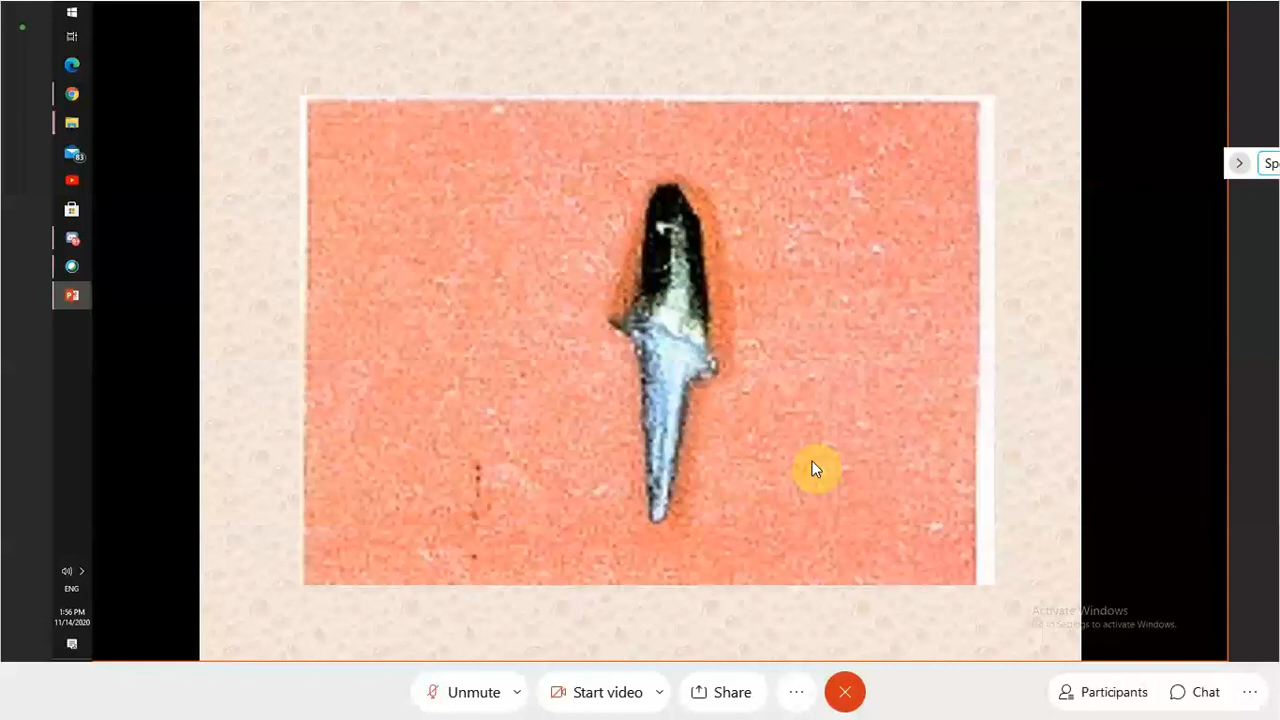 83
Sp
ENG
1:56 PM
11/14/2020
Activate Windows
Go to Settings to activate Windows.
Unmute
Start video
Share
Participants
Chat